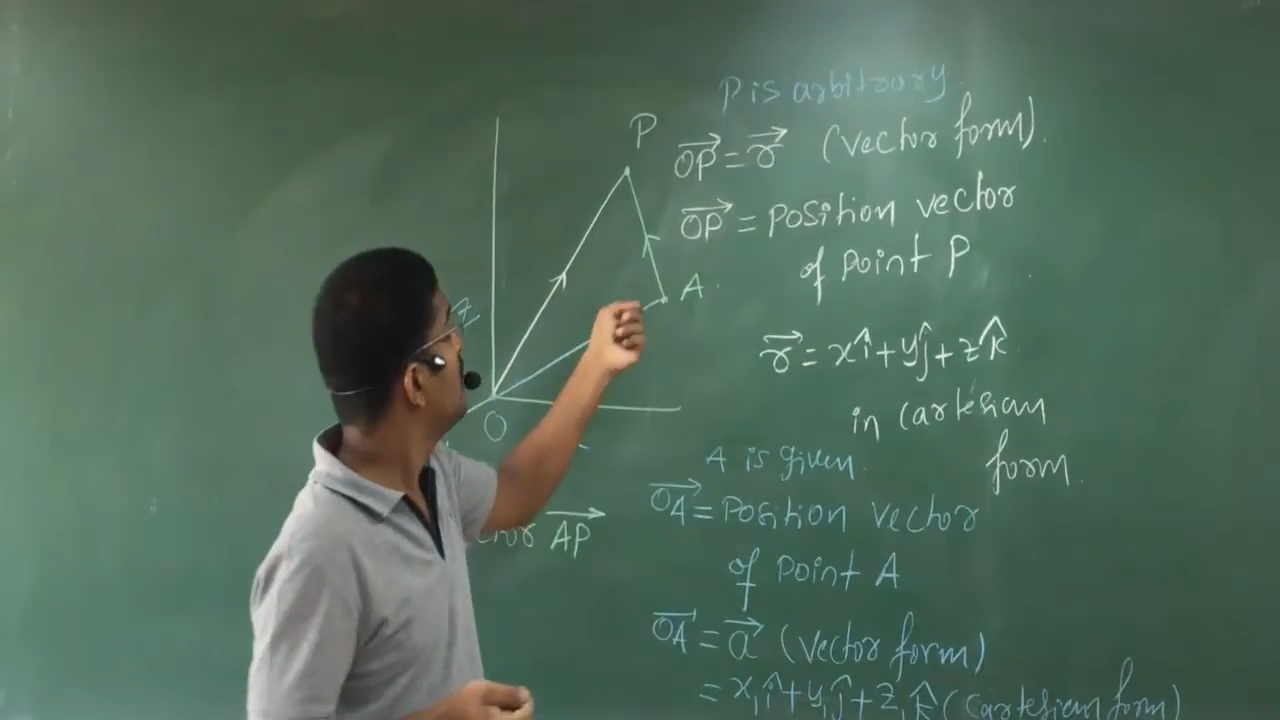 P is arbitrary
P
OP⃗ = r⃗ (vector form).
OP⃗ = Position vector
of point P
A.
r⃗ = xî + yĵ + zk̂
in cartesian
form.
O
A is given.
OA⃗ = Position vector
AP⃗
of point A
OA⃗ = a⃗ (vector form)
= x₁î + y₁ĵ + z₁k̂ (cartesian form)